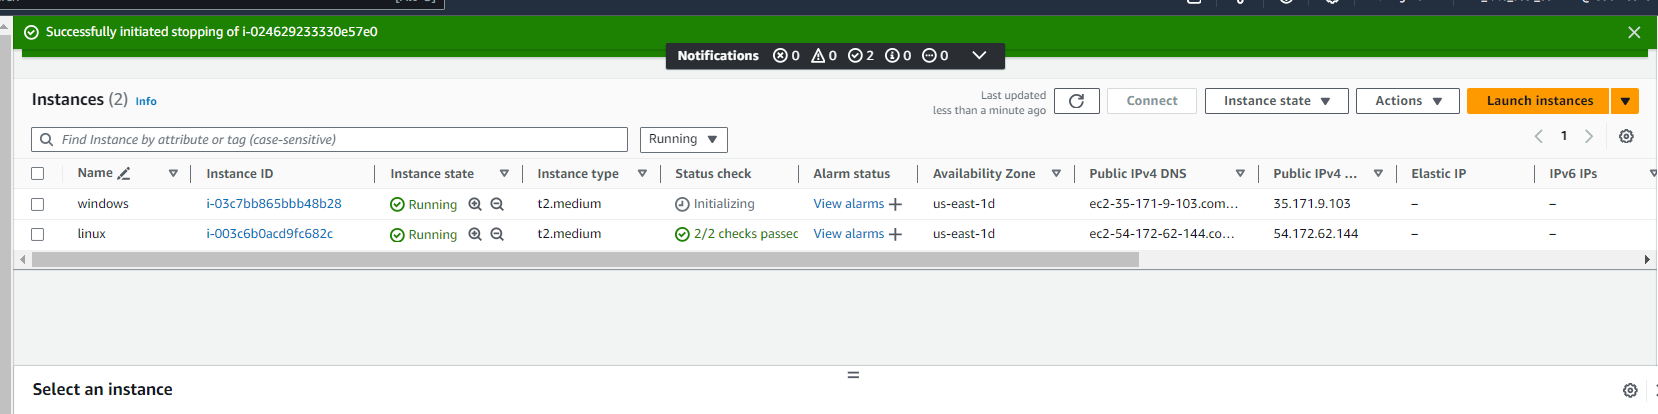 Successfully initiated stopping of i-024629233330e57e0
Notifications 0 0 2 0 0
Instances (2) Info
Last updated
less than a minute ago
Connect
Instance state
Actions
Launch instances
Find Instance by attribute or tag (case-sensitive)
Running
1
Name Instance ID Instance state Instance type Status check Alarm status Availability Zone Public IPv4 DNS Public IPv4 ... Elastic IP IPv6 IPs
windows i-03c7bb865bbb48b28 Running t2.medium Initializing View alarms + us-east-1d ec2-35-171-9-103.com... 35.171.9.103 – –
linux i-003c6b0acd9fc682c Running t2.medium 2/2 checks passec View alarms + us-east-1d ec2-54-172-62-144.co... 54.172.62.144 – –
Select an instance